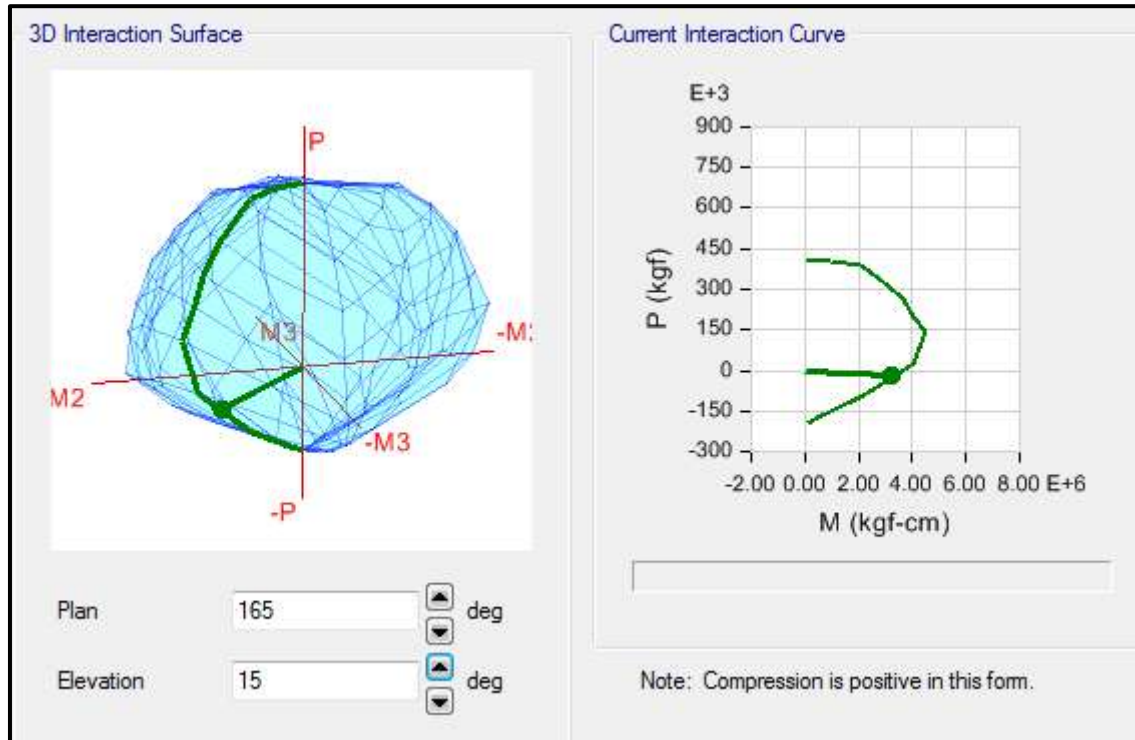 3D Interaction Surface
P
M3
-M2
M2
-M3
-P
Plan 165 deg
Elevation 15 deg
Current Interaction Curve
E+3
900
750
600
450
300
150
0
-150
-300
P (kgf)
-2.00 0.00 2.00 4.00 6.00 8.00 E+6
M (kgf-cm)
Note: Compression is positive in this form.